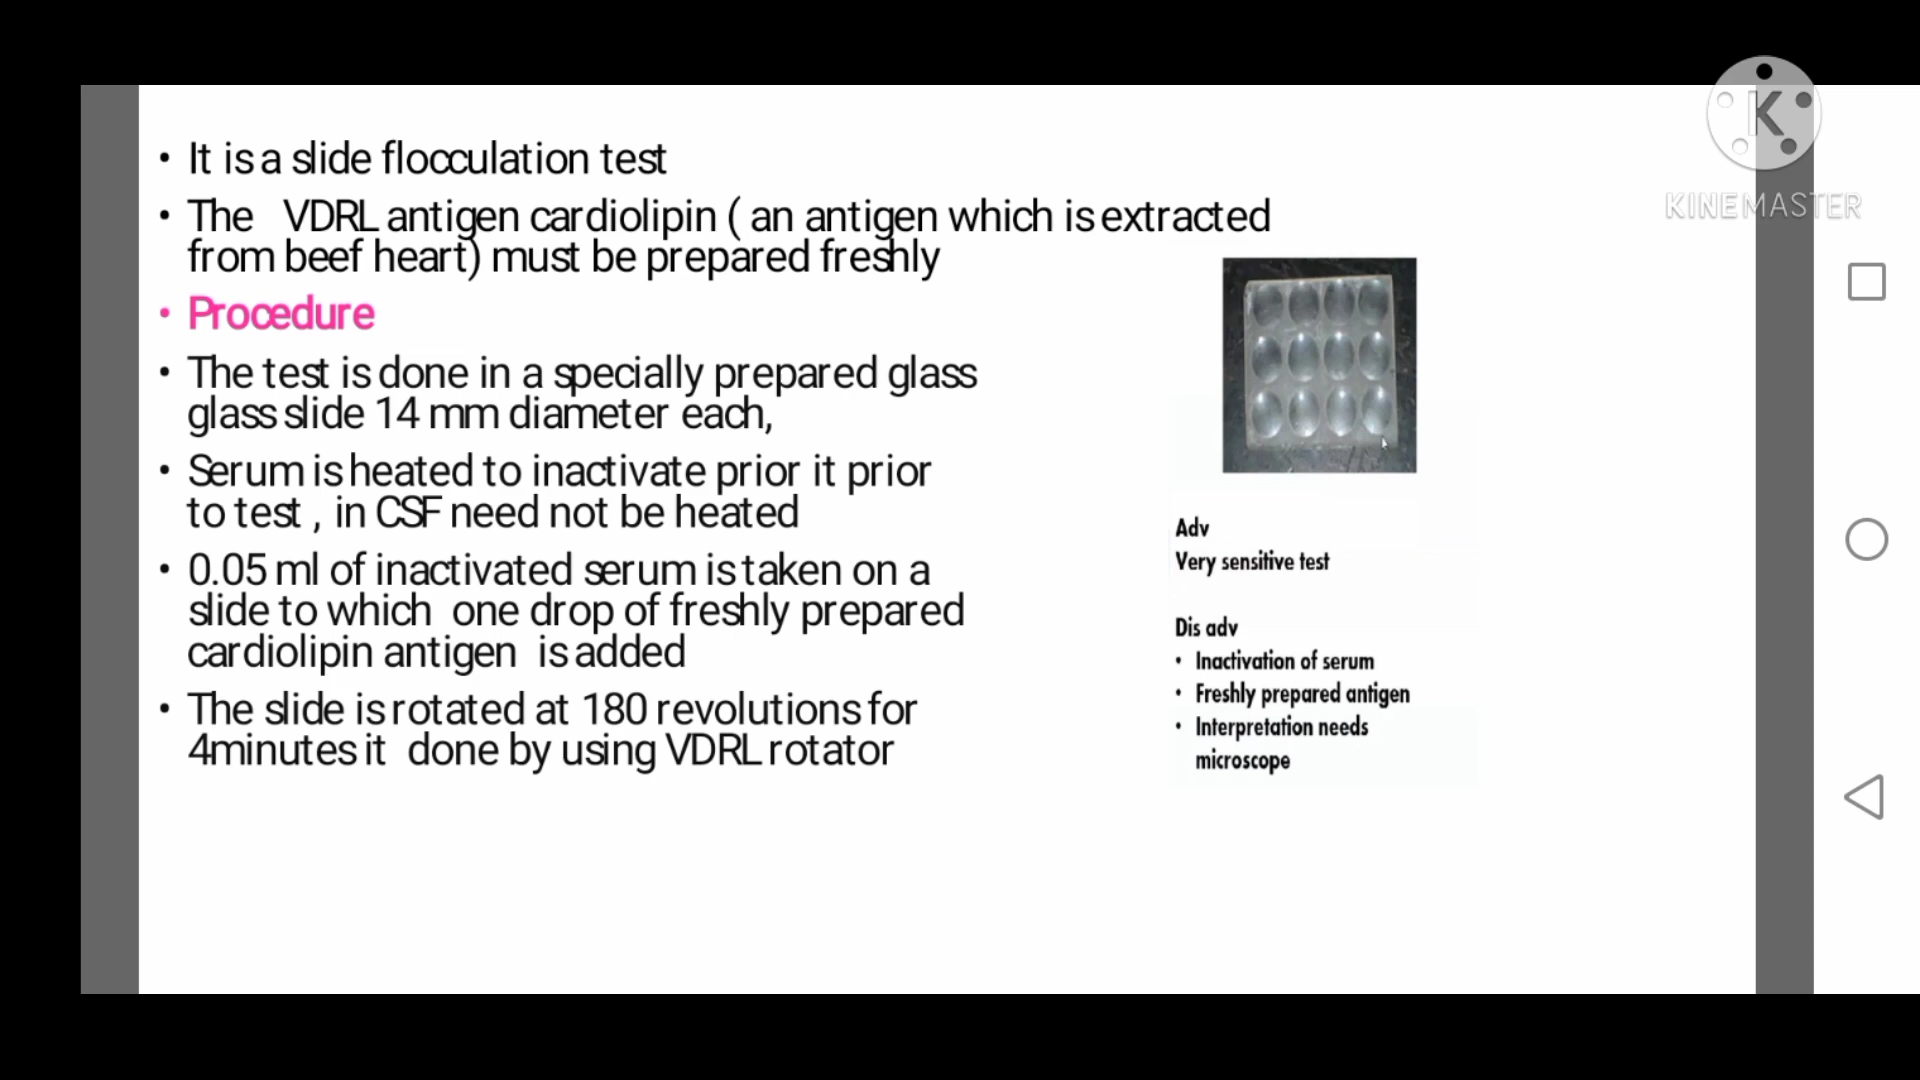 • It is a slide flocculation test
• The VDRL antigen cardiolipin ( an antigen which is extracted
from beef heart) must be prepared freshly
• Procedure
• The test is done in a specially prepared glass
glass slide 14 mm diameter each,
• Serum is heated to inactivate prior it prior
to test , in CSF need not be heated
• 0.05 ml of inactivated serum is taken on a
slide to which one drop of freshly prepared
cardiolipin antigen is added
• The slide is rotated at 180 revolutions for
4minutes it done by using VDRL rotator
Adv
Very sensitive test
Dis adv
• Inactivation of serum
• Freshly prepared antigen
• Interpretation needs
microscope
K
KINEMASTER